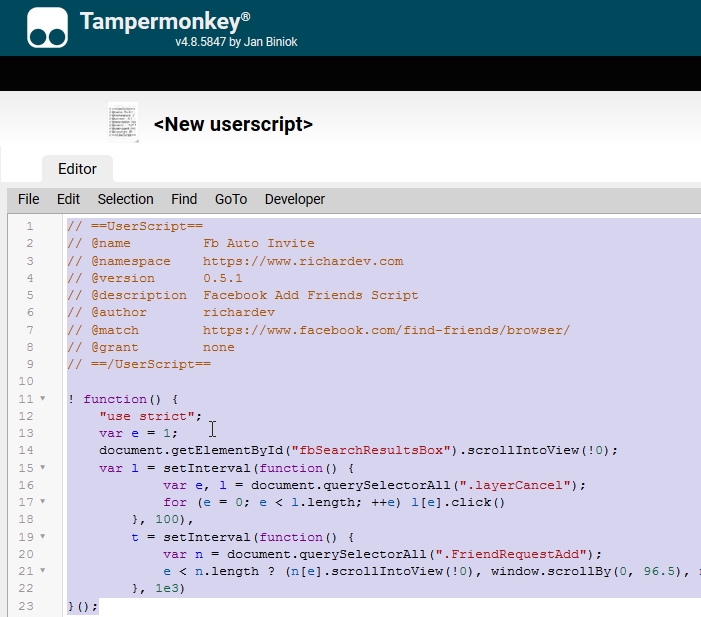 Tampermonkey®
v4.8.5847 by Jan Biniok
<New userscript>
Editor
File Edit Selection Find GoTo Developer
1 // ==UserScript==
2 // @name Fb Auto Invite
3 // @namespace https://www.richardev.com
4 // @version 0.5.1
5 // @description Facebook Add Friends Script
6 // @author richardev
7 // @match https://www.facebook.com/find-friends/browser/
8 // @grant none
9 // ==/UserScript==
10
11 ! function() {
12 "use strict";
13 var e = 1;
14 document.getElementById("fbSearchResultsBox").scrollIntoView(!0);
15 var l = setInterval(function() {
16 var e, l = document.querySelectorAll(".layerCancel");
17 for (e = 0; e < l.length; ++e) l[e].click()
18 }, 100),
19 t = setInterval(function() {
20 var n = document.querySelectorAll(".FriendRequestAdd");
21 e < n.length ? (n[e].scrollIntoView(!0), window.scrollBy(0, 96.5),
22 }, 1e3)
23 }();